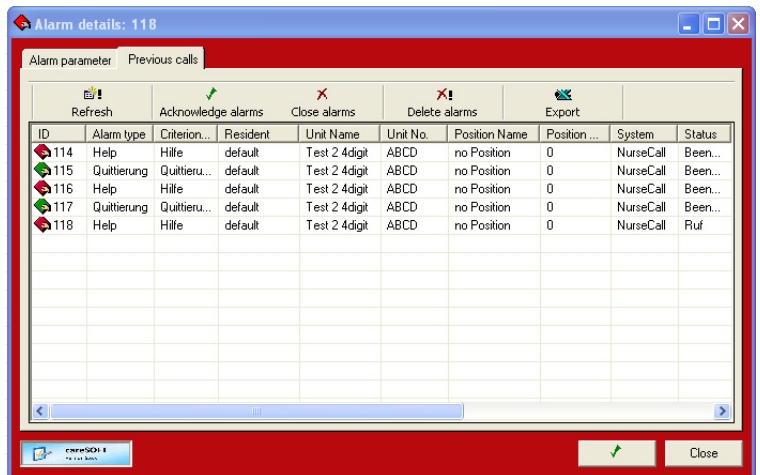 Alarm details: 118
Alarm parameter Previous calls
Refresh Acknowledge alarms Close alarms Delete alarms Export
ID Alarm type Criterion... Resident Unit Name Unit No. Position Name Position ... System Status
114 Help Hilfe default Test 2 4digit ABCD no Position 0 NurseCall Been...
115 Quittierung Quittieru... default Test 2 4digit ABCD no Position 0 NurseCall Been...
116 Help Hilfe default Test 2 4digit ABCD no Position 0 NurseCall Been...
117 Quittierung Quittieru... default Test 2 4digit ABCD no Position 0 NurseCall Been...
118 Help Hilfe default Test 2 4digit ABCD no Position 0 NurseCall Ruf
careSOFT
Close